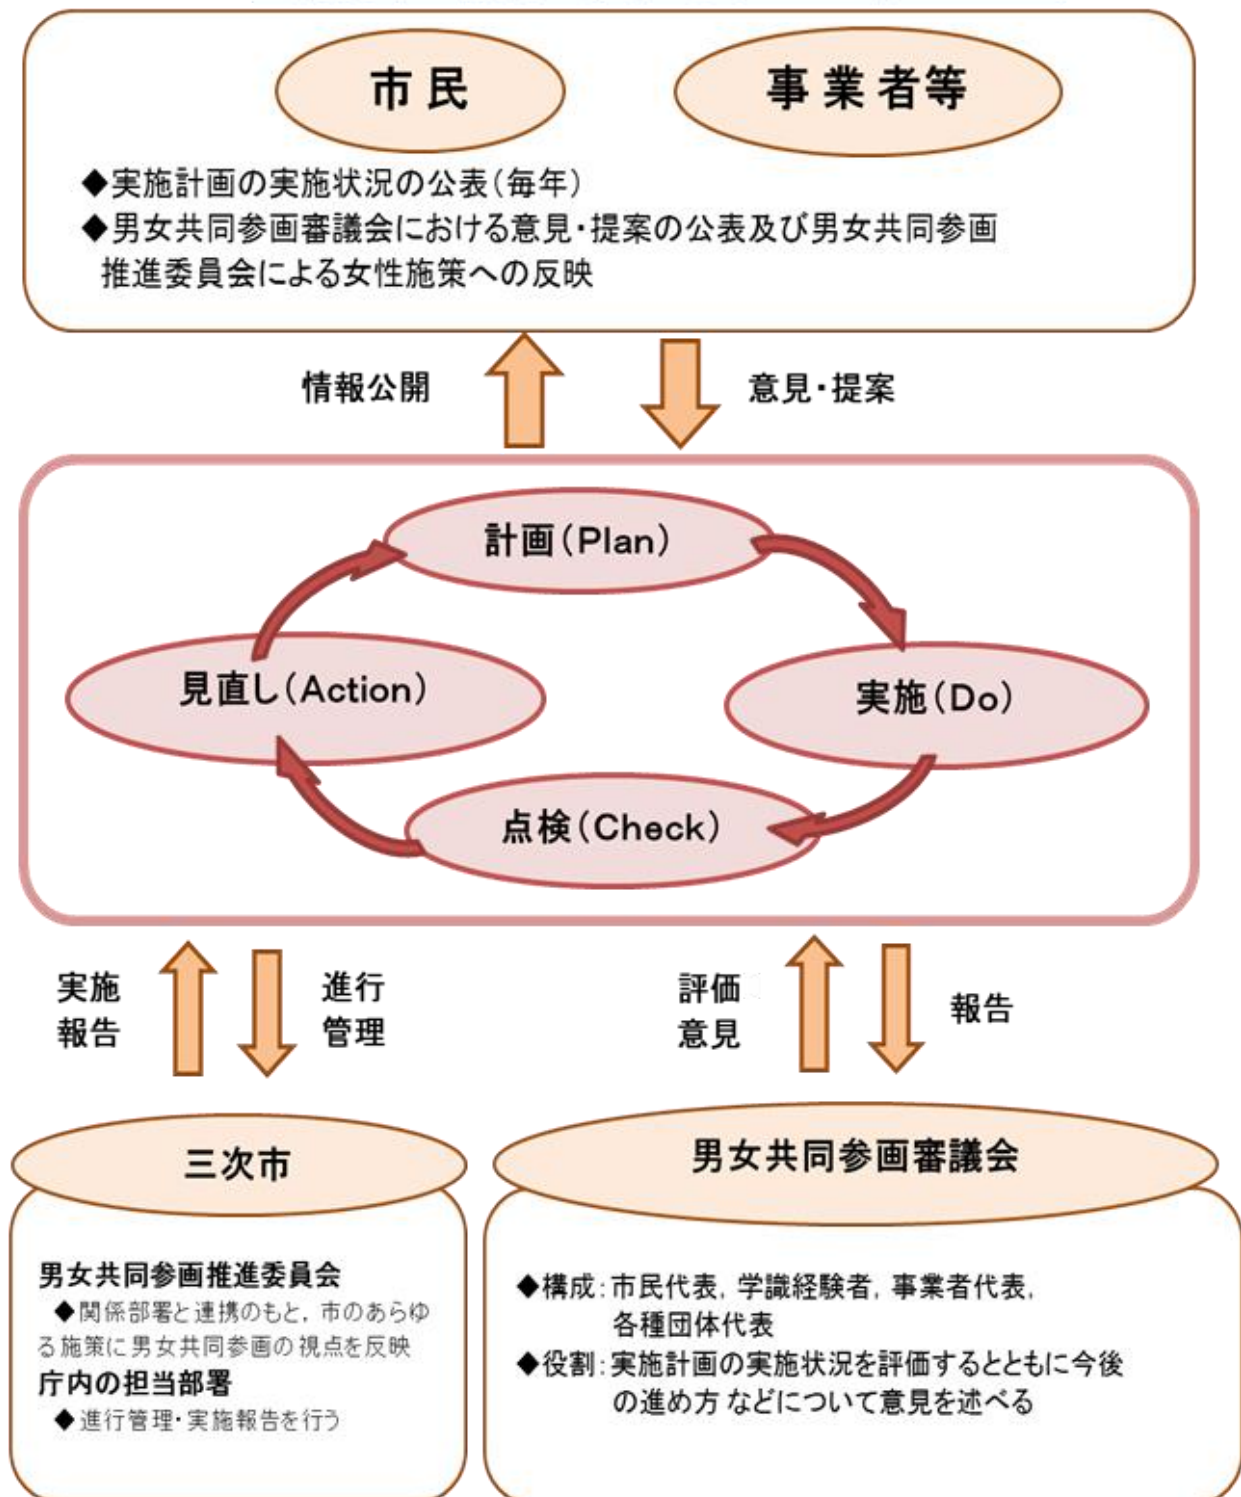 市民
事業者等
◆実施計画の実施状況の公表(毎年)
◆男女共同参画審議会における意見・提案の公表及び男女共同参画
推進委員会による女性施策への反映
情報公開
意見・提案
計画(Plan)
見直し(Action)
実施(Do)
点検(Check)
実施
報告
進行
管理
評価
意見
報告
三次市
男女共同参画推進委員会
◆関係部署と連携のもと,市のあらゆ
る施策に男女共同参画の視点を反映
庁内の担当部署
◆進行管理・実施報告を行う
男女共同参画審議会
◆構成:市民代表,学識経験者,事業者代表,
各種団体代表
◆役割:実施計画の実施状況を評価するとともに今後
の進め方などについて意見を述べる